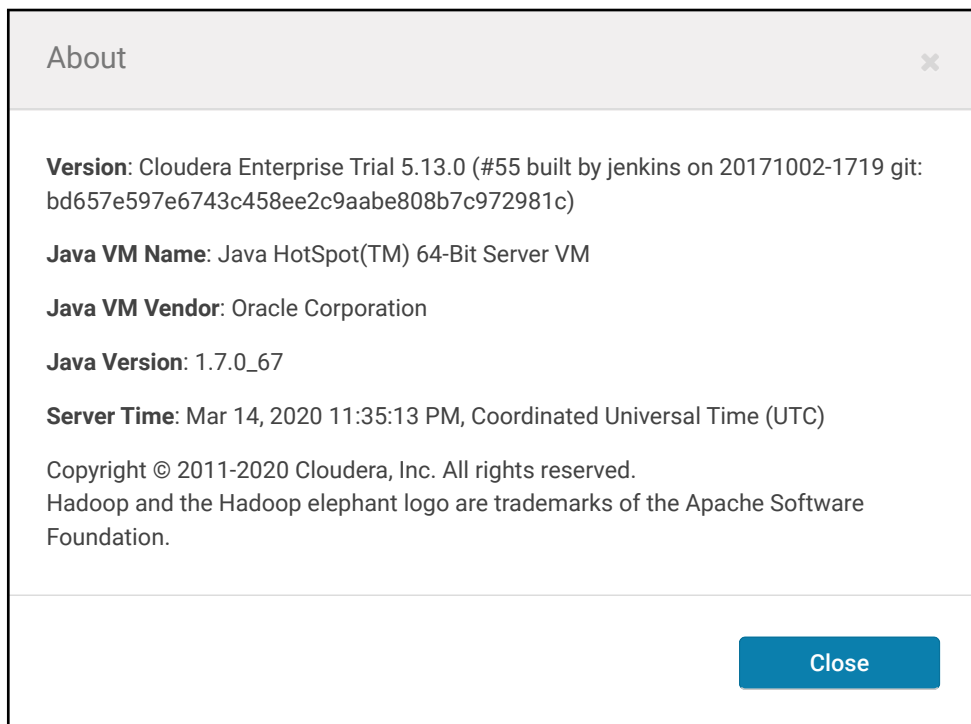 About
Version: Cloudera Enterprise Trial 5.13.0 (#55 built by jenkins on 20171002-1719 git:
bd657e597e6743c458ee2c9aabe808b7c972981c)
Java VM Name: Java HotSpot(TM) 64-Bit Server VM
Java VM Vendor: Oracle Corporation
Java Version: 1.7.0_67
Server Time: Mar 14, 2020 11:35:13 PM, Coordinated Universal Time (UTC)
Copyright © 2011-2020 Cloudera, Inc. All rights reserved.
Hadoop and the Hadoop elephant logo are trademarks of the Apache Software
Foundation.
Close